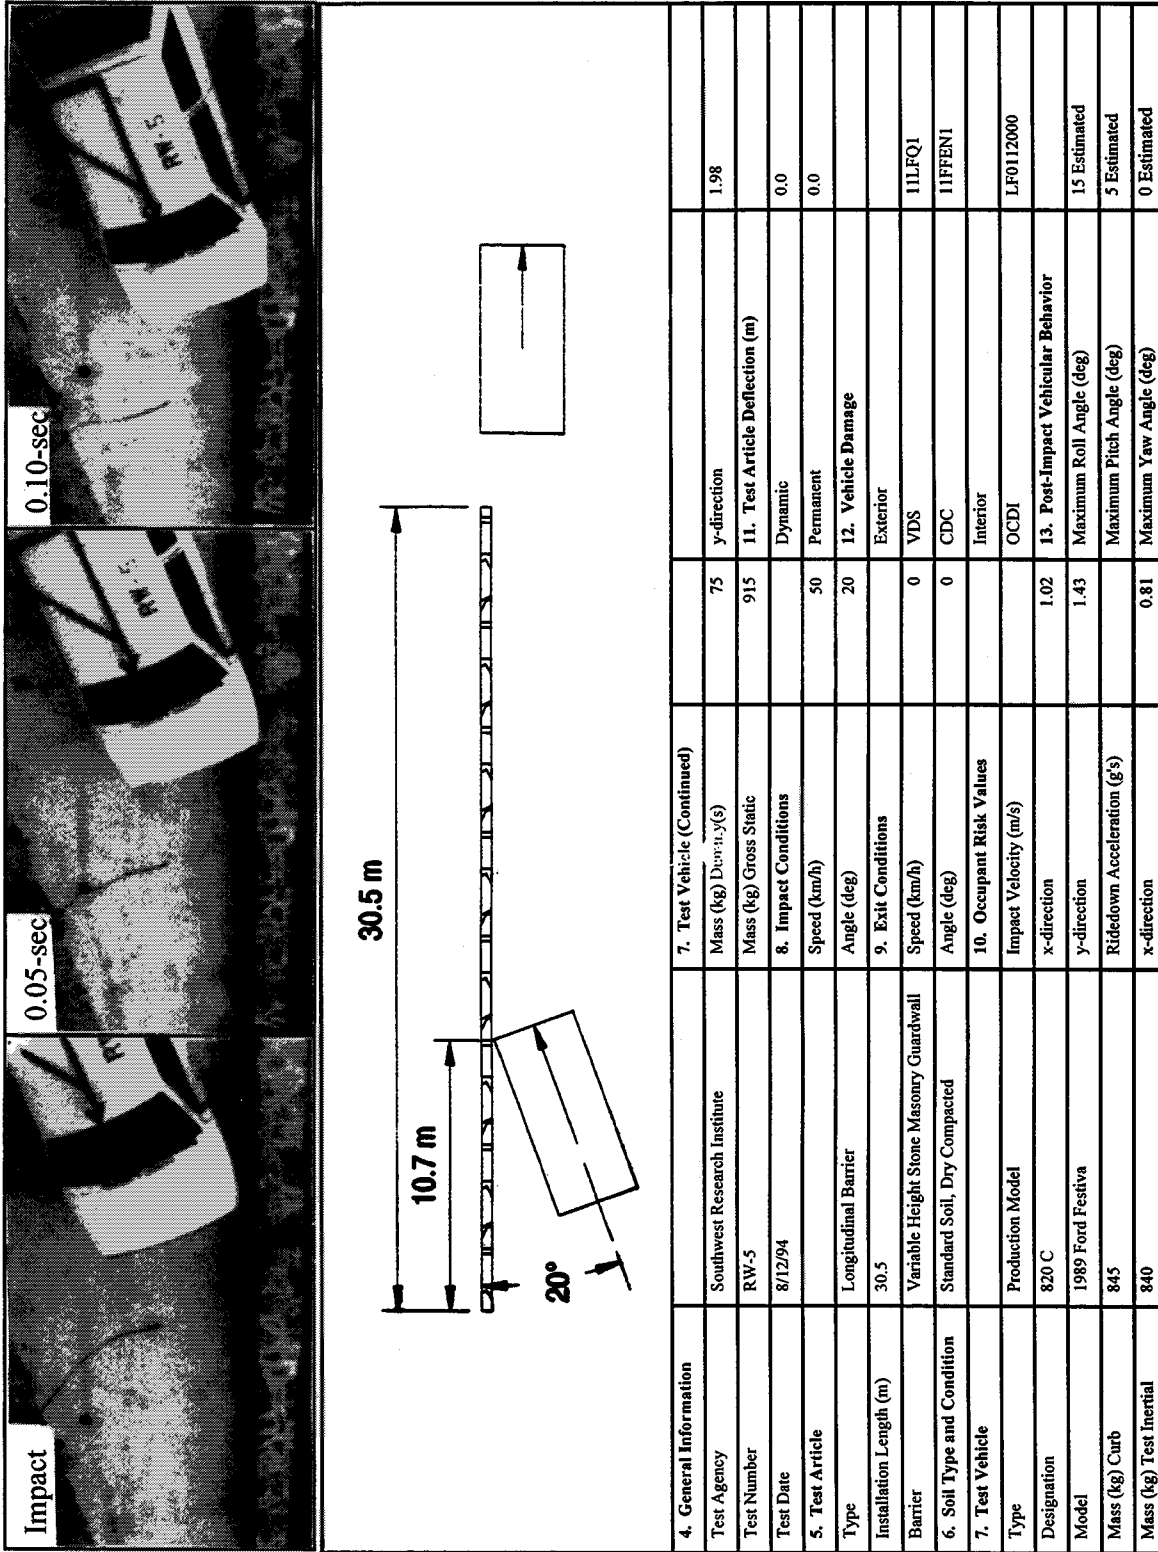 Impact
0.05-sec
0.10-sec
RW-5
RW-5
30.5 m
10.7 m
20°
4. General Information 7. Test Vehicle (Continued)
Test Agency Southwest Research Institute Mass (kg) 75 y-direction 1.98
Test Number RW-5 Mass (kg) Gross Static 915 11. Test Article Deflection (m)
Test Date 8/12/94 8. Impact Conditions Dynamic 0.0
5. Test Article Speed (km/h) 50 Permanent 0.0
Type Longitudinal Barrier Angle (deg) 20 12. Vehicle Damage
Installation Length (m) 30.5 9. Exit Conditions Exterior
Barrier Variable Height Stone Masonry Guardwall Speed (km/h) 0 VDS 11LFQ1
6. Soil Type and Condition Standard Soil, Dry Compacted Angle (deg) 0 CDC 11FFEN1
7. Test Vehicle 10. Occupant Risk Values Interior
Type Production Model Impact Velocity (m/s) OCDI LF0112000
Designation 820 C x-direction 1.02 13. Post-Impact Vehicular Behavior
Model 1989 Ford Festiva y-direction 1.43 Maximum Roll Angle (deg) 15 Estimated
Mass (kg) Curb 845 Ridedown Acceleration (g's) Maximum Pitch Angle (deg) 5 Estimated
Mass (kg) Test Inertial 840 x-direction 0.81 Maximum Yaw Angle (deg) 0 Estimated